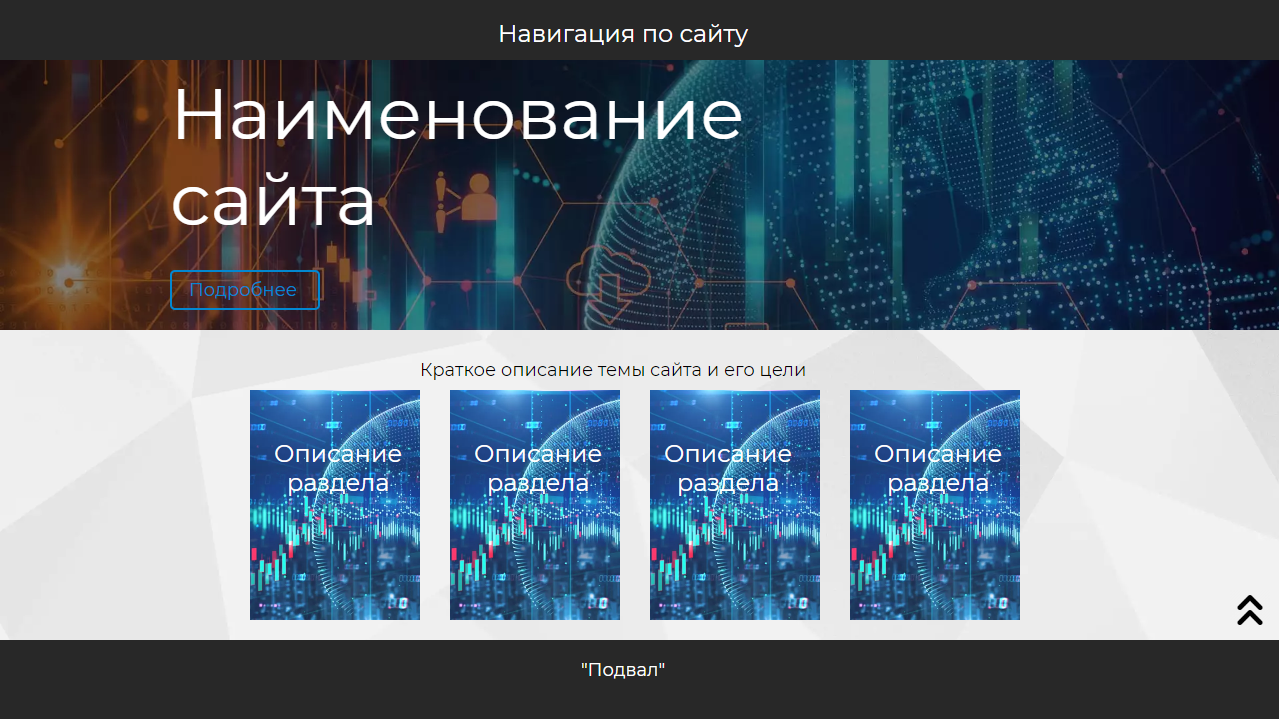 Навигация по сайту
Наименование
сайта
Подробнее
Краткое описание темы сайта и его цели
Описание
раздела
Описание
раздела
Описание
раздела
Описание
раздела
"Подвал"